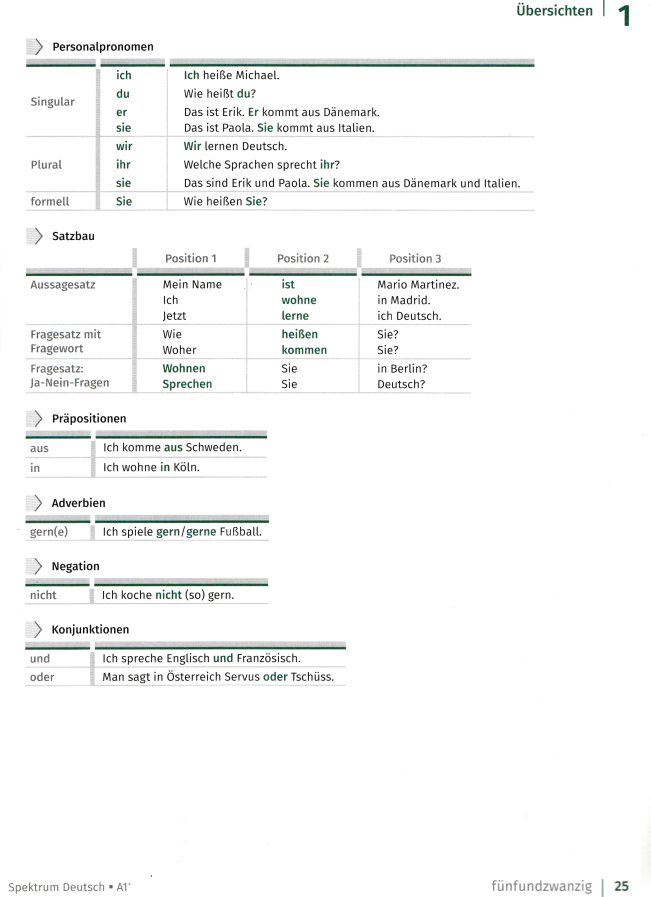 Übersichten 1
Personalpronomen
Singular
ich Ich heiße Michael.
du Wie heißt du?
er Das ist Erik. Er kommt aus Dänemark.
sie Das ist Paola. Sie kommt aus Italien.
Plural
wir Wir lernen Deutsch.
ihr Welche Sprachen sprecht ihr?
sie Das sind Erik und Paola. Sie kommen aus Dänemark und Italien.
formell Sie Wie heißen Sie?
Satzbau
Position 1 Position 2 Position 3
Aussagesatz Mein Name ist Mario Martinez.
Ich wohne in Madrid.
Jetzt lerne ich Deutsch.
Fragesatz mit Wie heißen Sie?
Fragewort Woher kommen Sie?
Fragesatz: Wohnen Sie in Berlin?
Ja-Nein-Fragen Sprechen Sie Deutsch?
Präpositionen
aus Ich komme aus Schweden.
in Ich wohne in Köln.
Adverbien
gern(e) Ich spiele gern/gerne Fußball.
Negation
nicht Ich koche nicht (so) gern.
Konjunktionen
und Ich spreche Englisch und Französisch.
oder Man sagt in Österreich Servus oder Tschüss.
Spektrum Deutsch ▪ A1⁺
fünfundzwanzig | 25